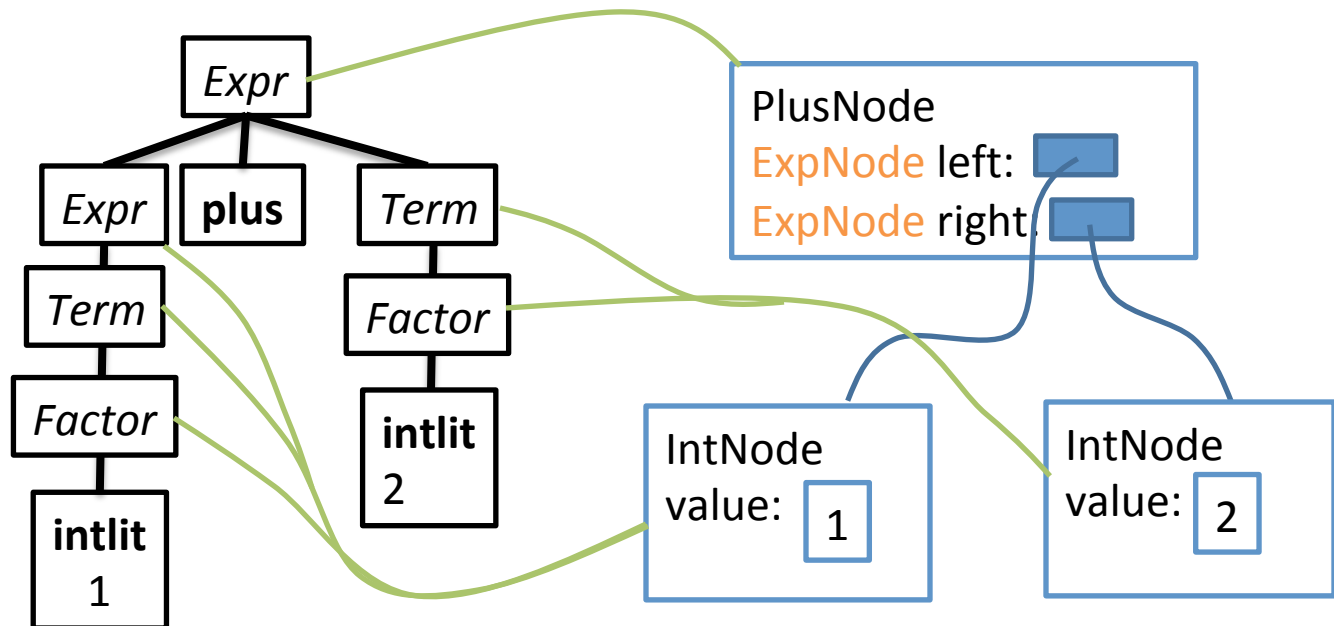 Expr
Expr
plus
Term
Term
Factor
Factor
intlit
2
intlit
1
PlusNode
ExpNode left:
ExpNode right:
IntNode
value: 1
IntNode
value: 2